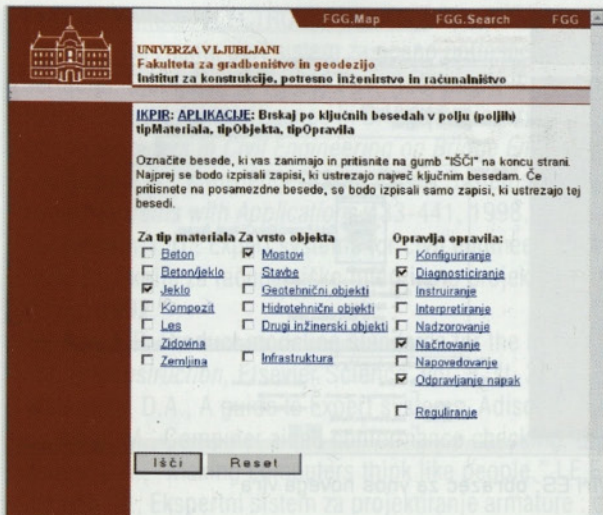 FGG.Map FGG.Search FGG
UNIVERZA V LJUBLJANI
Fakulteta za gradbeništvo in geodezijo
Inštitut za konstrukcije, potresno inženirstvo in računalništvo
IKPIR: APLIKACIJE: Brskaj po ključnih besedah v polju (poljih)
tipMateriala, tipObjekta, tipOpravila
Označite besede, ki vas zanimajo in pritisnite na gumb "IŠČI" na koncu strani.
Najprej se bodo izpisali zapisi, ki ustrezajo največ ključnim besedam. Če
pritisnete na posamezdne besede, se bodo izpisali samo zapisi, ki ustrezajo tej
besedi.
Za tip materiala Za vrsto objekta Opravlja opravila:
Beton Mostovi Konfiguriranje
Beton/jeklo Stavbe Diagnosticiranje
Jeklo Geotehnični objekti Instruiranje
Kompozit Hidrotehnični objekti Interpretiranje
Les Drugi inžinerski objekti Nadzorovanje
Zidovina Načrtovanje
Zemljina Infrastruktura Napovedovanje
Odpravljanje napak
Reguliranje
Išči Reset